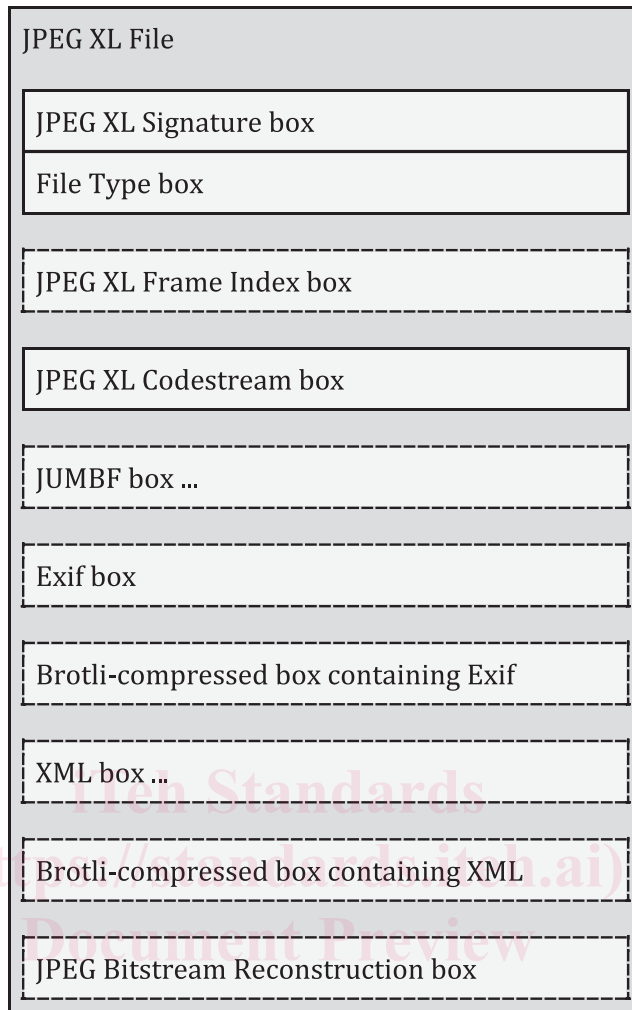 JPEG XL File
JPEG XL Signature box
File Type box
JPEG XL Frame Index box
JPEG XL Codestream box
JUMBF box ...
Exif box
Brotli-compressed box containing Exif
XML box ...
iTeh Standards
Brotli-compressed box containing XML
ttps://standards.iteh.ai)
Document Preview
JPEG Bitstream Reconstruction box